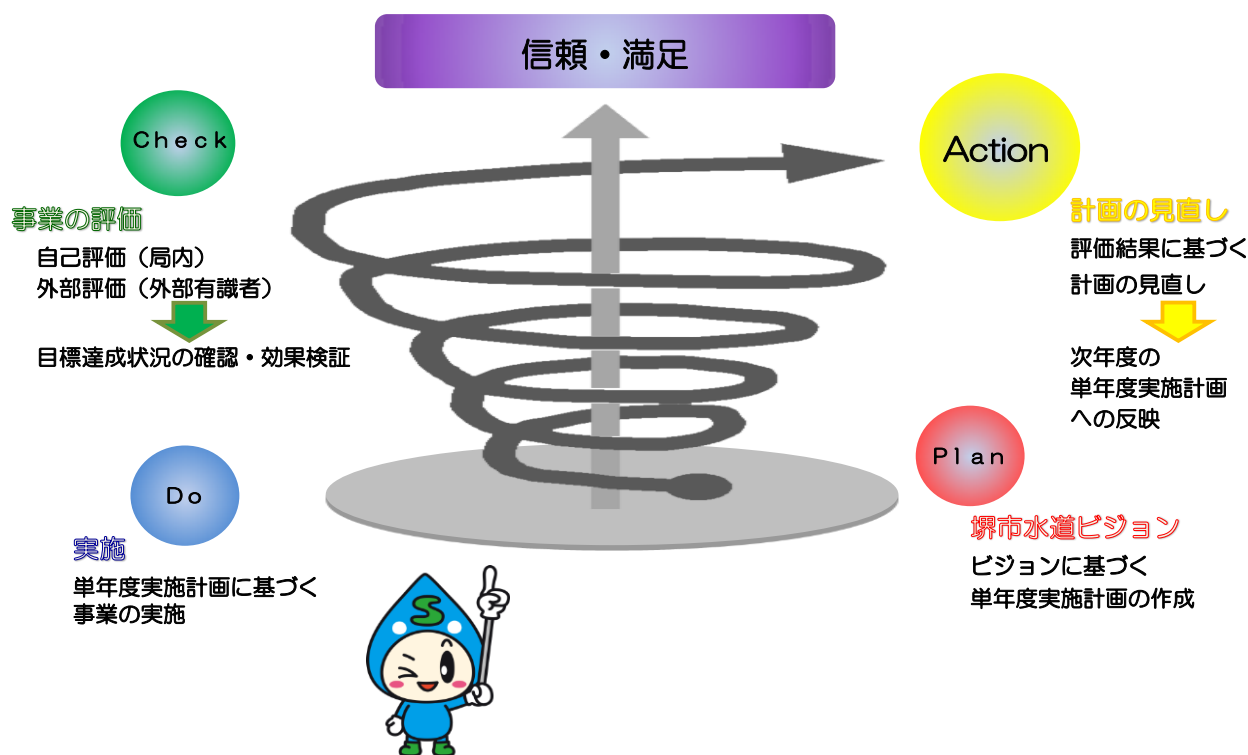 信頼・満足
Check
事業の評価
自己評価（局内）
外部評価（外部有識者）
目標達成状況の確認・効果検証
Action
計画の見直し
評価結果に基づく
計画の見直し
次年度の
単年度実施計画
への反映
Do
実施
単年度実施計画に基づく
事業の実施
Plan
堺市水道ビジョン
ビジョンに基づく
単年度実施計画の作成
S